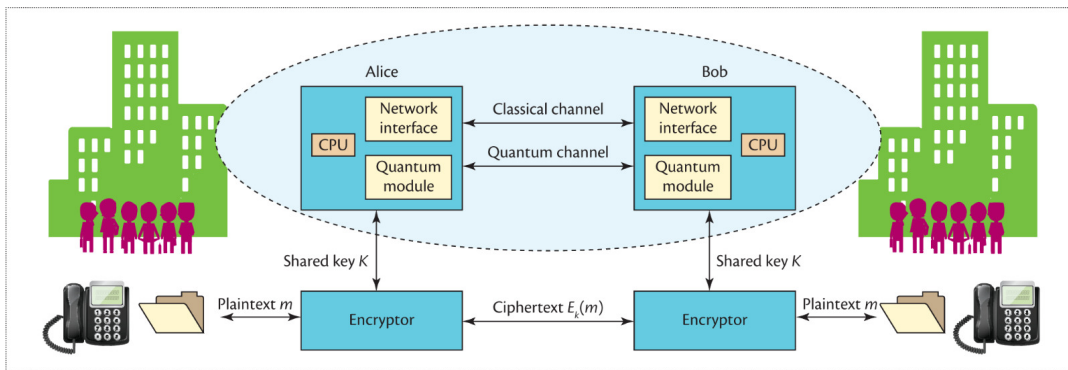 Alice
Bob
Network
interface
CPU
Quantum
module
Classical channel
Quantum channel
Network
interface
CPU
Quantum
module
Shared key K
Shared key K
Plaintext m
Encryptor
Ciphertext Eₖ(m)
Encryptor
Plaintext m